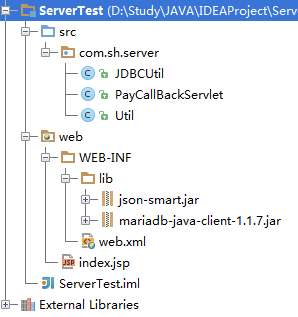 ServerTest (D:\Study\JAVA\IDEAProject\Serv
src
com.sh.server
JDBCUtil
PayCallBackServlet
Util
web
WEB-INF
lib
json-smart.jar
mariadb-java-client-1.1.7.jar
web.xml
index.jsp
ServerTest.iml
External Libraries